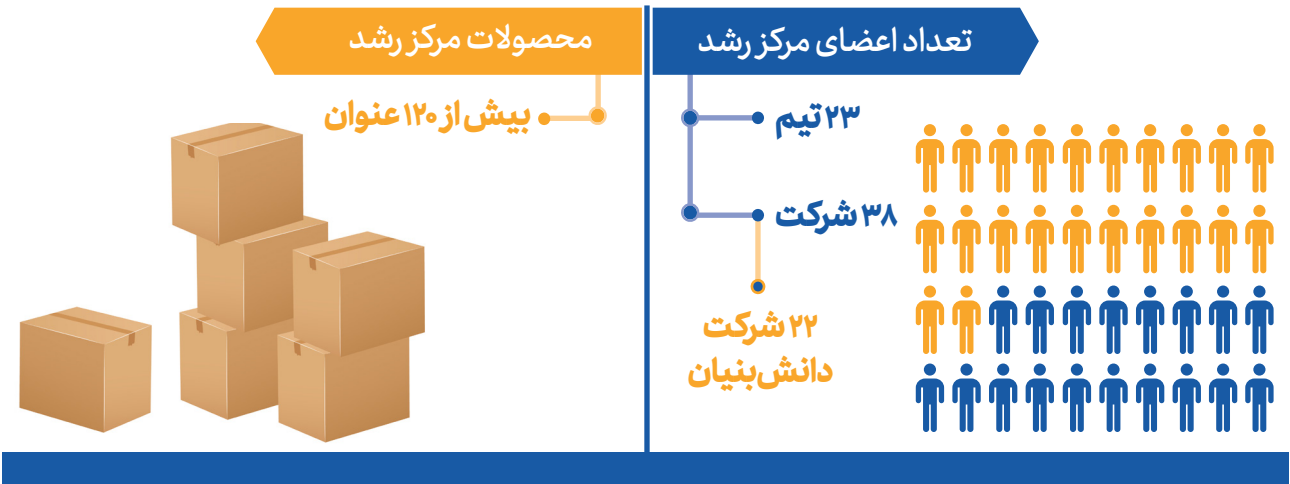 تعداد اعضای مرکز رشد
۲۳ تیم
۳۸ شرکت
۲۲ شرکت
دانش‌بنیان
محصولات مرکز رشد
بیش از ۱۲۰ عنوان